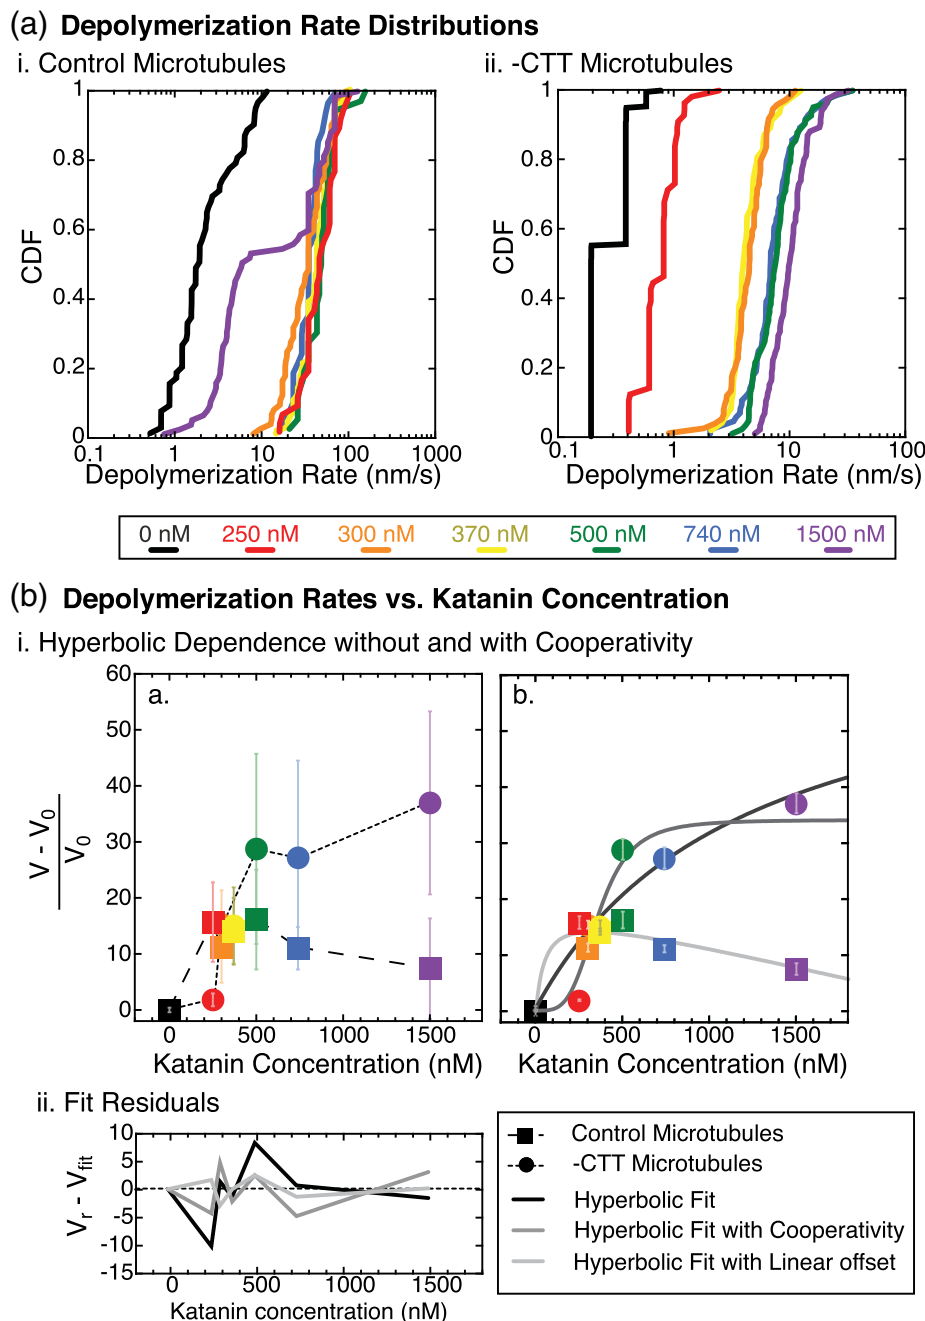 (a) Depolymerization Rate Distributions
i. Control Microtubules
ii. -CTT Microtubules
1
0.8
0.6
0.4
0.2
0
CDF
0.1 1 10 100 1000
Depolymerization Rate (nm/s)
1
0.8
0.6
0.4
0.2
0
CDF
0.1 1 10 100
Depolymerization Rate (nm/s)
0 nM 250 nM 300 nM 370 nM 500 nM 740 nM 1500 nM
(b) Depolymerization Rates vs. Katanin Concentration
i. Hyperbolic Dependence without and with Cooperativity
a.
60
50
40
30
20
10
0
V - V0
V0
0 500 1000 1500
Katanin Concentration (nM)
b.
0 500 1000 1500
Katanin Concentration (nM)
ii. Fit Residuals
10
5
0
-5
-10
-15
Vr - Vfit
0 500 1000 1500
Katanin concentration (nM)
Control Microtubules
-CTT Microtubules
Hyperbolic Fit
Hyperbolic Fit with Cooperativity
Hyperbolic Fit with Linear offset